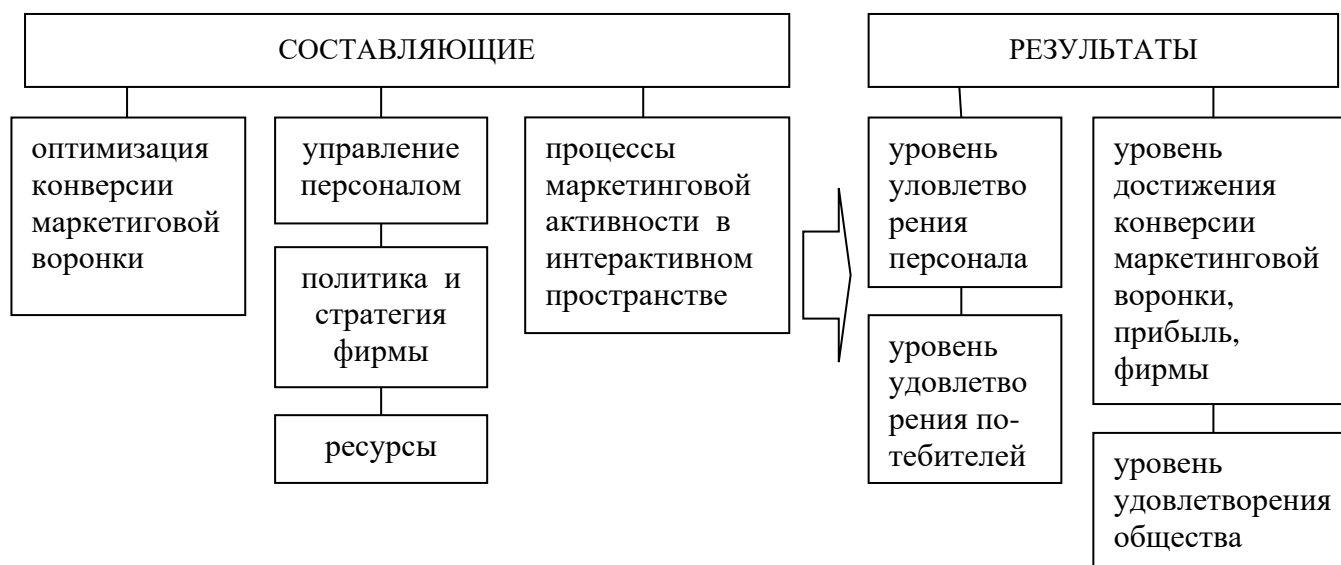 СОСТАВЛЯЮЩИЕ
РЕЗУЛЬТАТЫ
оптимизация
конверсии
маркетиговой
воронки
управление
персоналом
политика и
стратегия
фирмы
ресурсы
процессы
маркетинговой
активности в
интерактивном
пространстве
уровень
уловлетво
рения
персонала
уровень
удовлетво
рения по-
тебителей
уровень
достижения
конверсии
маркетинговой
воронки,
прибыль,
фирмы
уровень
удовлетворения
общества